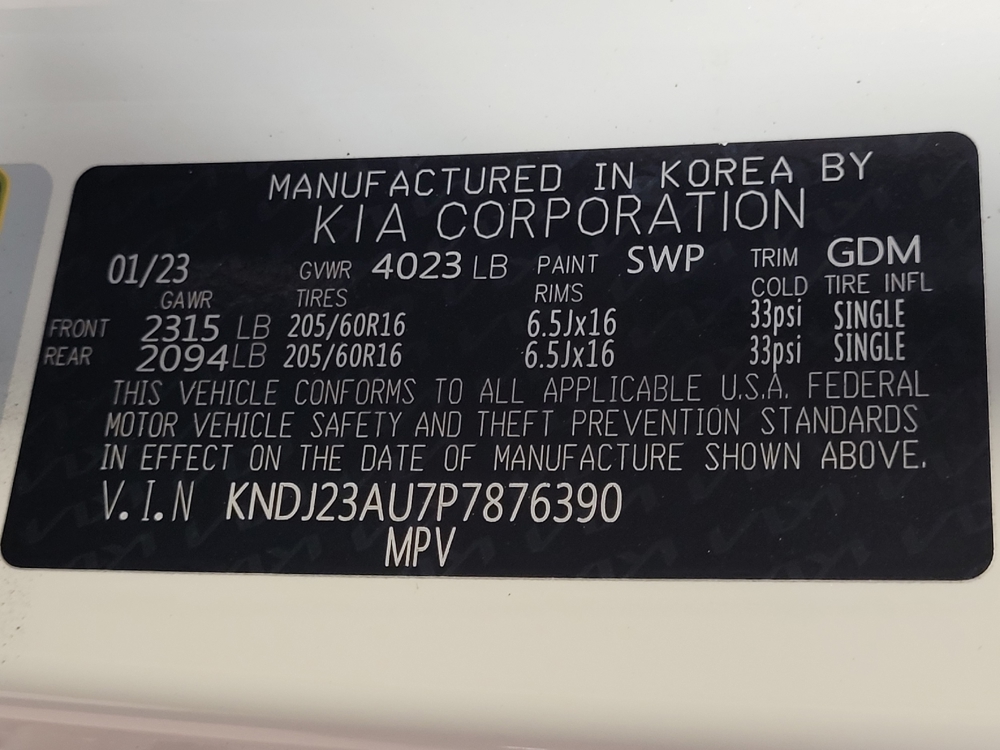 MANUFACTURED IN KOREA BY
KIA CORPORATION
01/23 GVWR 4023 LB PAINT SWP TRIM GDM
GAWR TIRES RIMS COLD TIRE INFL
FRONT 2315 LB 205/60R16 6.5Jx16 33psi SINGLE
REAR 2094 LB 205/60R16 6.5Jx16 33psi SINGLE
THIS VEHICLE CONFORMS TO ALL APPLICABLE U.S.A. FEDERAL
MOTOR VEHICLE SAFETY AND THEFT PREVENTION STANDARDS
IN EFFECT ON THE DATE OF MANUFACTURE SHOWN ABOVE.
V.I.N KNDJ23AU7P7876390
MPV